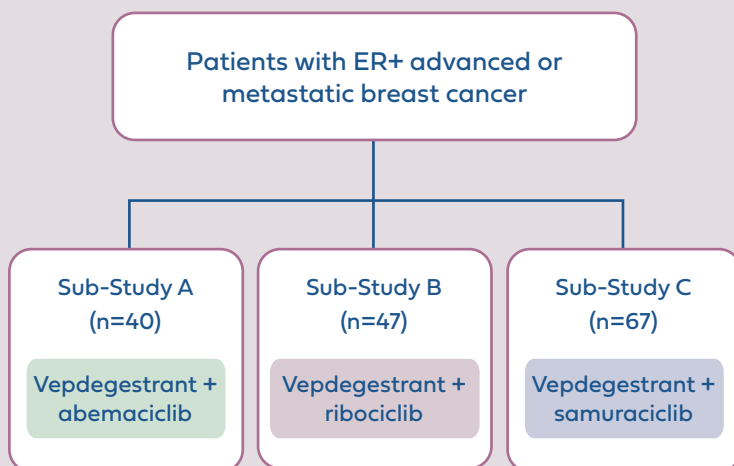 Patients with ER+ advanced or
metastatic breast cancer
Sub-Study A
(n=40)
Vepdegestrant +
abemaciclib
Sub-Study B
(n=47)
Vepdegestrant +
ribociclib
Sub-Study C
(n=67)
Vepdegestrant +
samuraciclib